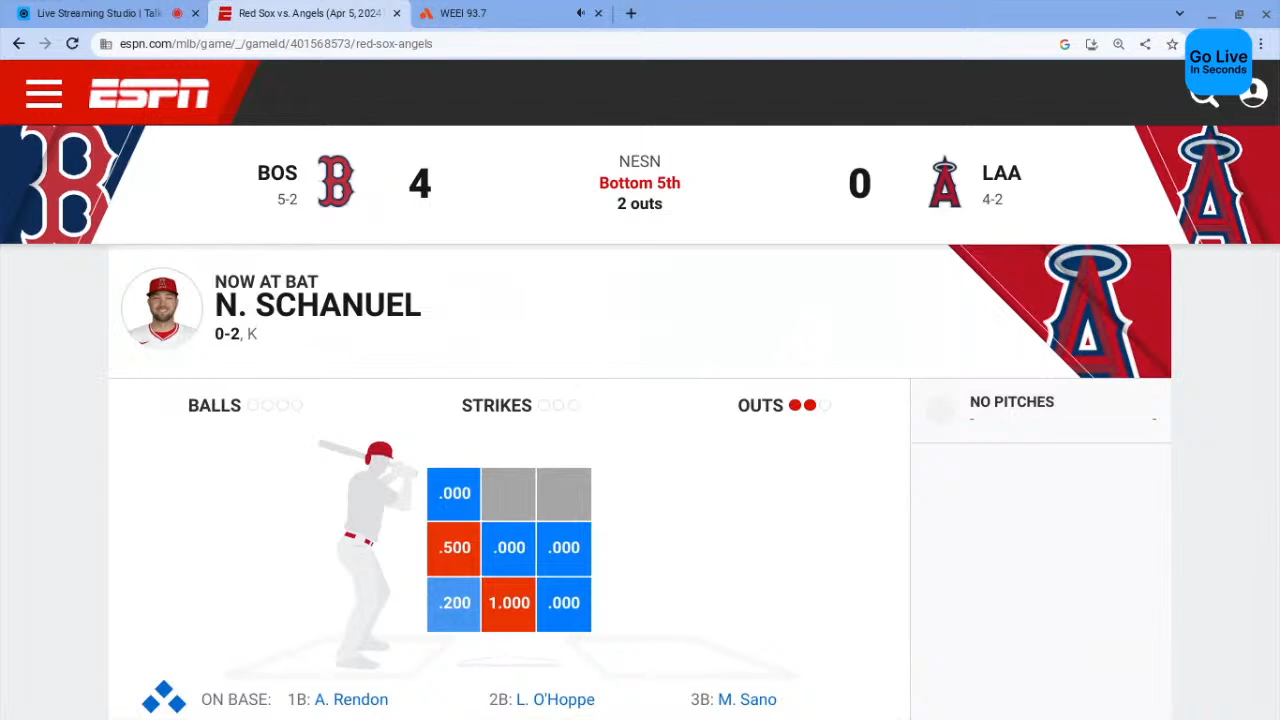 Live Streaming Studio | Talk
Red Sox vs. Angels (Apr 5, 2024
WEEI 93.7
espn.com/mlb/game/_/gameId/401568573/red-sox-angels
Go Live
In Seconds
ESPN
BOS
5-2
4
NESN
Bottom 5th
2 outs
0
LAA
4-2
NOW AT BAT
N. SCHANUEL
0-2, K
BALLS
STRIKES
OUTS
NO PITCHES
-
-
.000
.500 .000 .000
.200 1.000 .000
ON BASE: 1B: A. Rendon 2B: L. O'Hoppe 3B: M. Sano